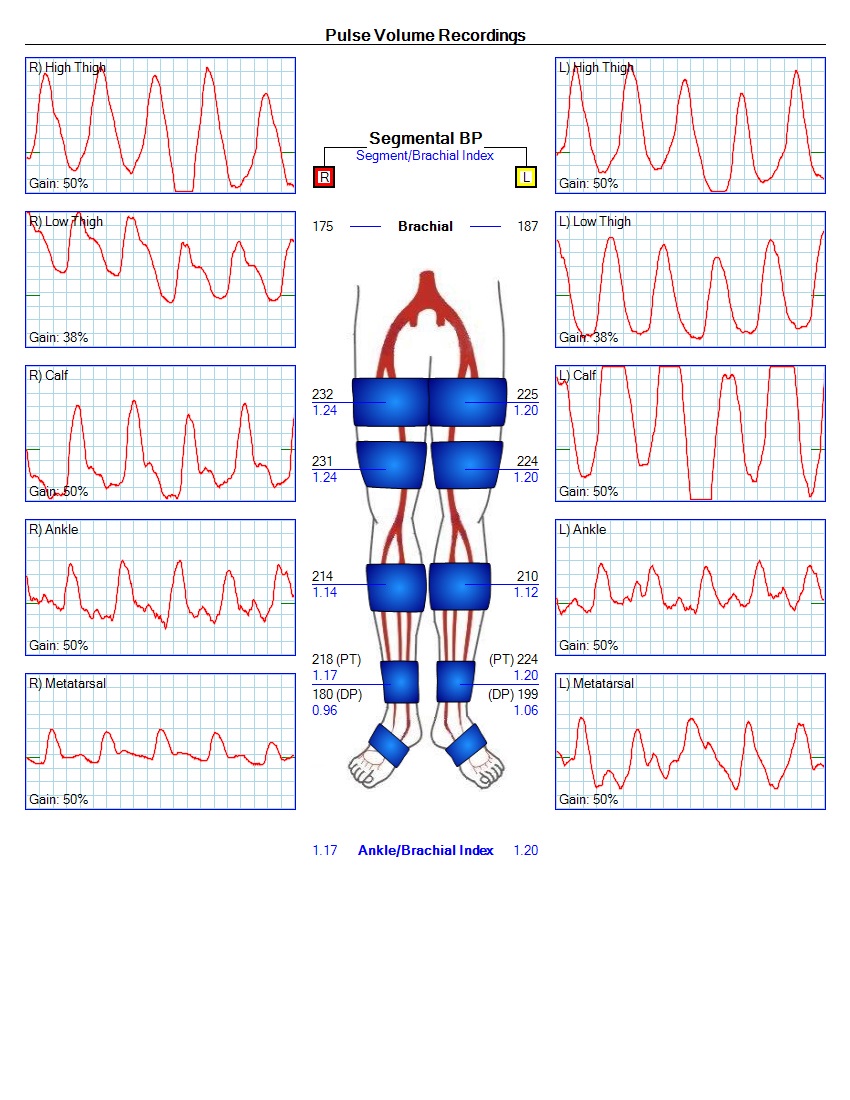 Pulse Volume Recordings
R) High Thigh
Gain: 50%
R) Low Thigh
Gain: 38%
R) Calf
Gain: 50%
R) Ankle
Gain: 50%
R) Metatarsal
Gain: 50%
Segmental BP
Segment/Brachial Index
R
L
175 Brachial 187
232 225
1.24 1.20
231 224
1.24 1.20
214 210
1.14 1.12
218 (PT) (PT) 224
1.17 1.20
180 (DP) (DP) 199
0.96 1.06
1.17 Ankle/Brachial Index 1.20
L) High Thigh
Gain: 50%
L) Low Thigh
Gain: 38%
L) Calf
Gain: 50%
L) Ankle
Gain: 50%
L) Metatarsal
Gain: 50%